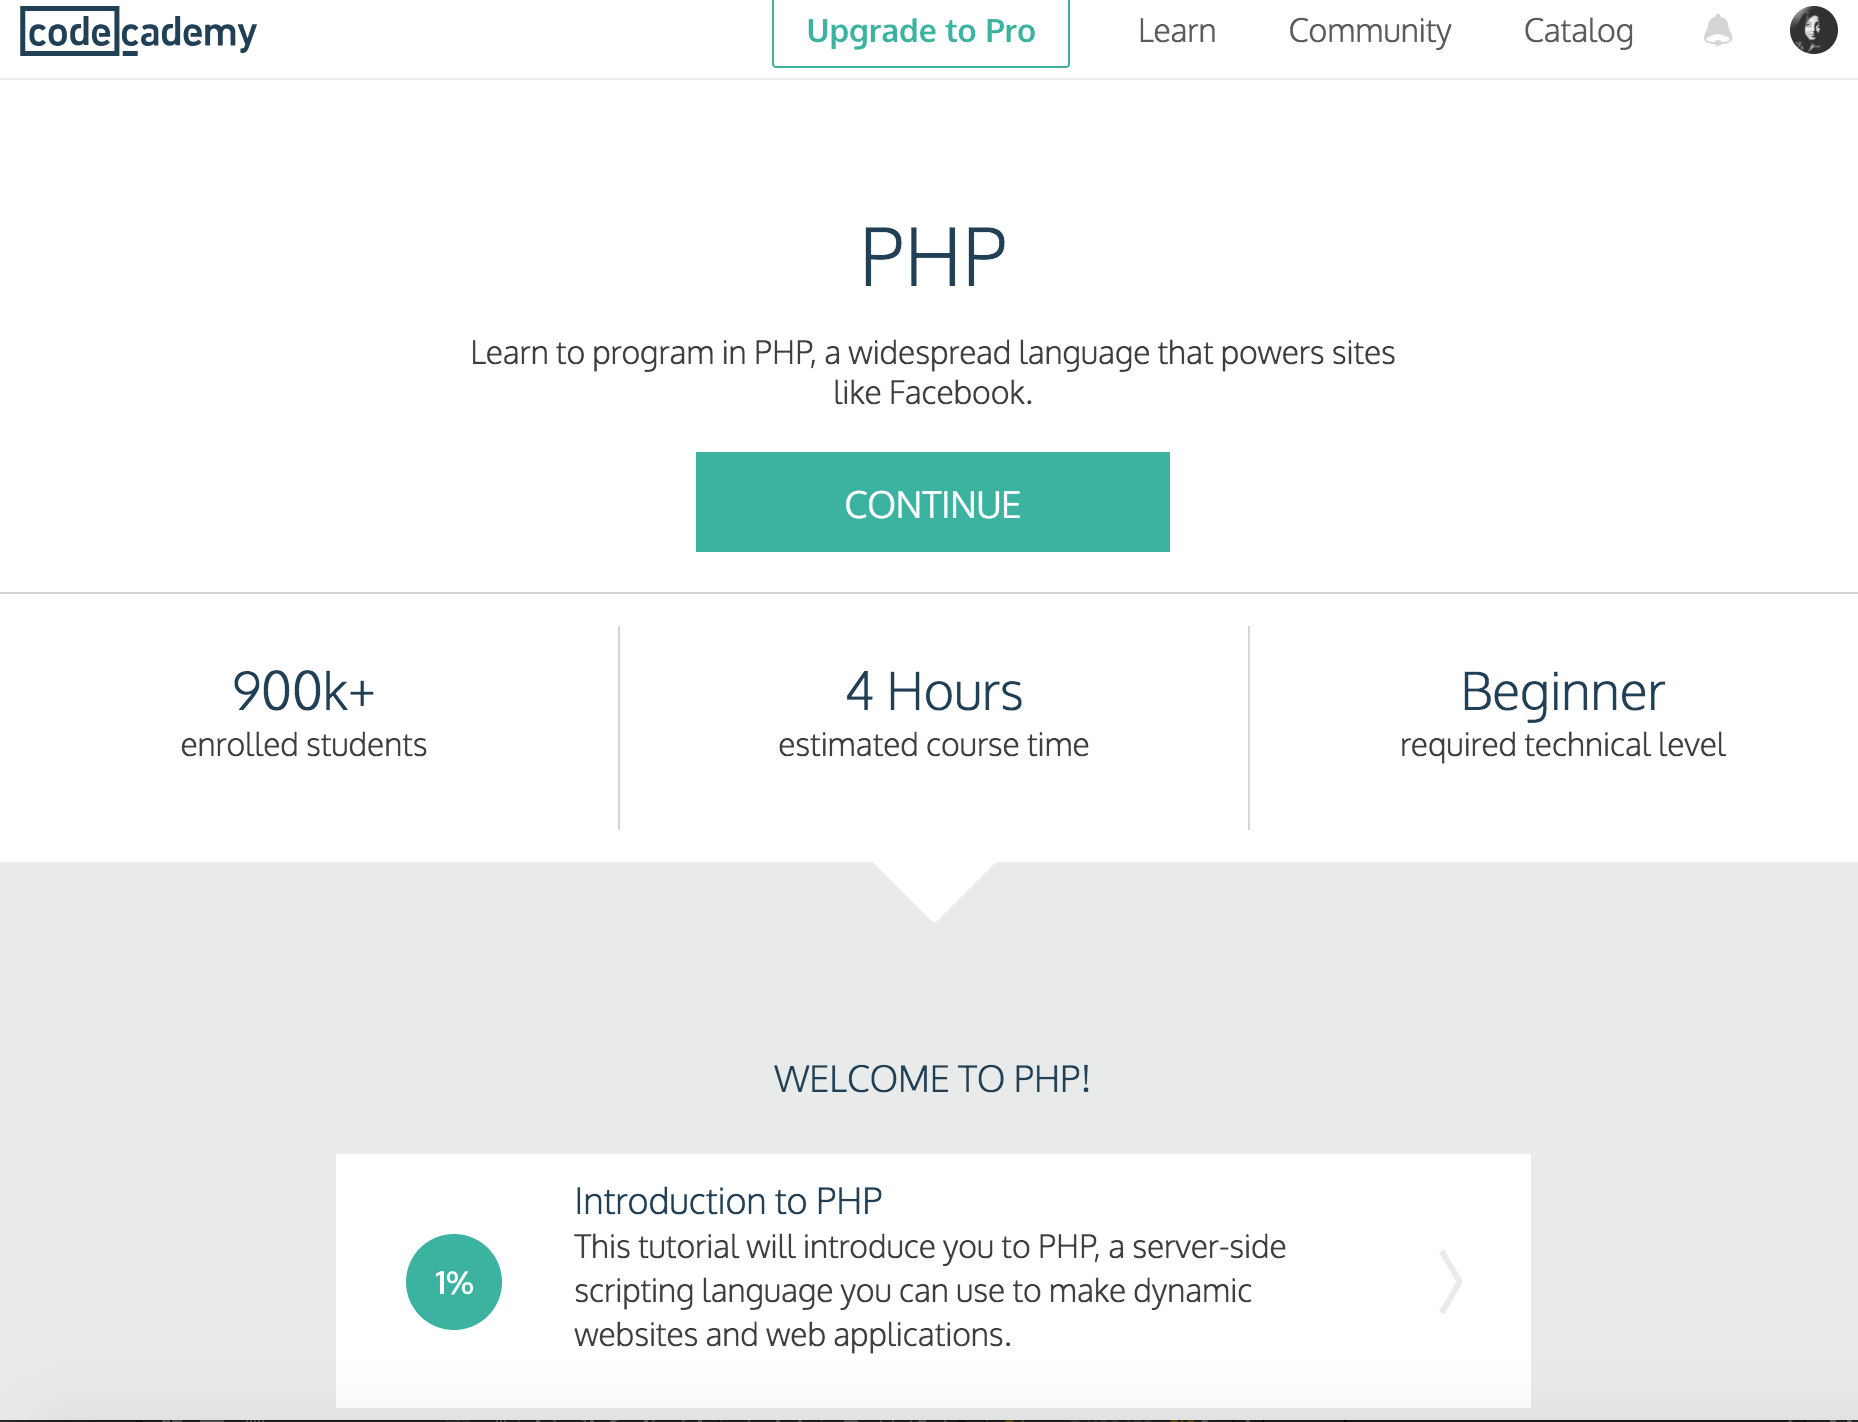 codecademy
Upgrade to Pro
Learn
Community
Catalog
PHP
Learn to program in PHP, a widespread language that powers sites
like Facebook.
CONTINUE
900k+
enrolled students
4 Hours
estimated course time
Beginner
required technical level
WELCOME TO PHP!
Introduction to PHP
This tutorial will introduce you to PHP, a server-side
scripting language you can use to make dynamic
websites and web applications.
1%